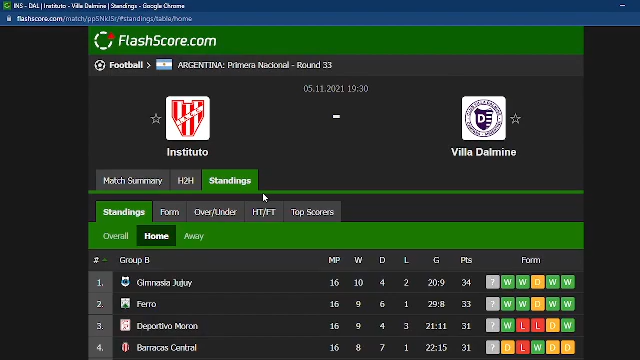 INS - DAL | Instituto - Villa Dalmine | Standings - Google Chrome
flashscore.com/match/ppSNkJSr/#standings/table/home
FlashScore.com
Football > ARGENTINA: Primera Nacional - Round 33
05.11.2021 19:30
-
Instituto Villa Dalmine
Match Summary H2H Standings
Standings Form Over/Under HT/FT Top Scorers
Overall Home Away
# Group B MP W D L G Pts Form
1. Gimnasia Jujuy 16 10 4 2 20:9 34 ? W W D W W
2. Ferro 16 9 6 1 29:8 33 ? W W D W W
3. Deportivo Moron 16 9 4 3 21:11 31 ? W L L D W
4. Barracas Central 16 8 7 1 22:15 31 ? D L W D D